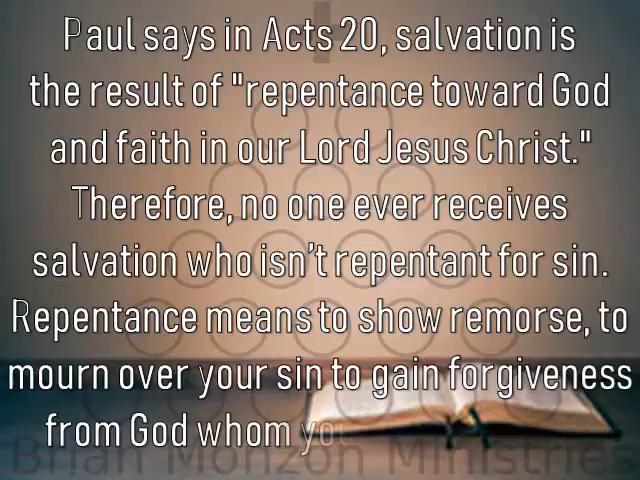 Paul says in Acts 20, salvation is
the result of "repentance toward God
and faith in our Lord Jesus Christ."
Therefore, no one ever receives
salvation who isn't repentant for sin.
Repentance means to show remorse, to
mourn over your sin to gain forgiveness
from God whom
Brian Monzon Ministries